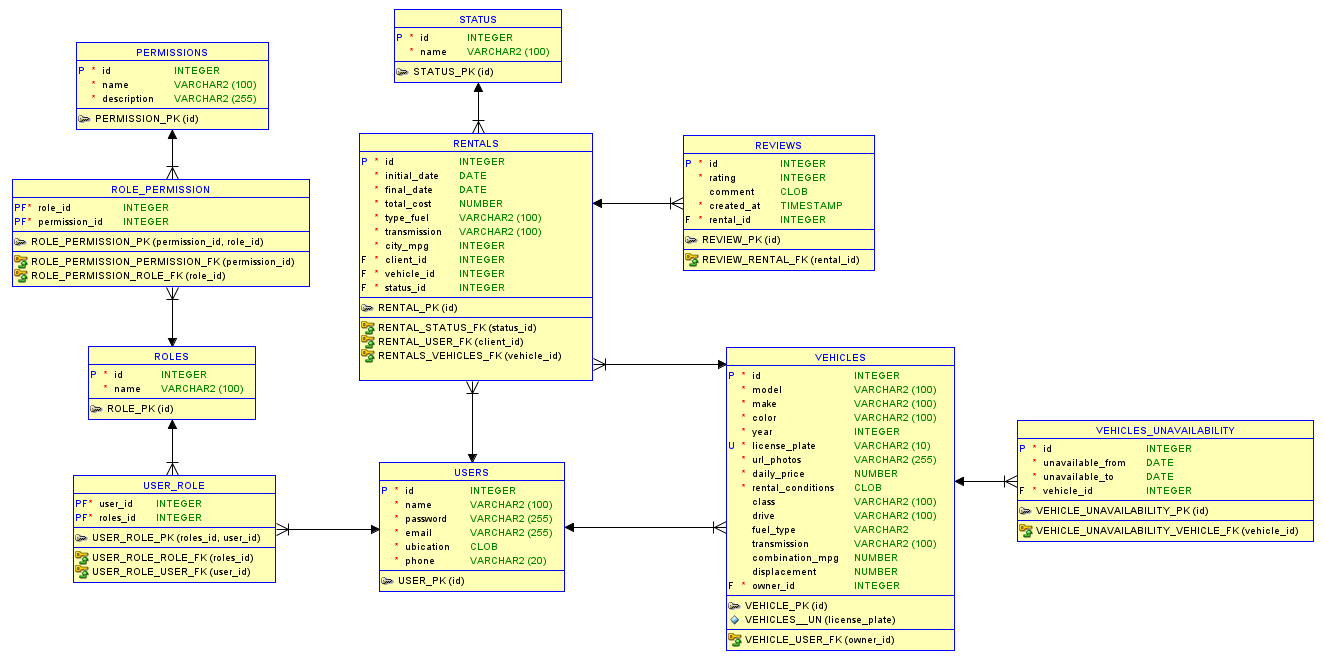 STATUS
P * id INTEGER
* name VARCHAR2 (100)
STATUS_PK (id)
PERMISSIONS
P * id INTEGER
* name VARCHAR2 (100)
* description VARCHAR2 (255)
PERMISSION_PK (id)
RENTALS
P * id INTEGER
* initial_date DATE
* final_date DATE
* total_cost NUMBER
* type_fuel VARCHAR2 (100)
* transmission VARCHAR2 (100)
* city_mpg INTEGER
F * client_id INTEGER
F * vehicle_id INTEGER
F * status_id INTEGER
RENTAL_PK (id)
RENTAL_STATUS_FK (status_id)
RENTAL_USER_FK (client_id)
RENTALS_VEHICLES_FK (vehicle_id)
REVIEWS
P * id INTEGER
* rating INTEGER
comment CLOB
* created_at TIMESTAMP
F * rental_id INTEGER
REVIEW_PK (id)
REVIEW_RENTAL_FK (rental_id)
ROLE_PERMISSION
PF* role_id INTEGER
PF* permission_id INTEGER
ROLE_PERMISSION_PK (permission_id, role_id)
ROLE_PERMISSION_PERMISSION_FK (permission_id)
ROLE_PERMISSION_ROLE_FK (role_id)
ROLES
P * id INTEGER
* name VARCHAR2 (100)
ROLE_PK (id)
VEHICLES
P * id INTEGER
* model VARCHAR2 (100)
* make VARCHAR2 (100)
* color VARCHAR2 (100)
* year INTEGER
U * license_plate VARCHAR2 (10)
* url_photos VARCHAR2 (255)
* daily_price NUMBER
* rental_conditions CLOB
class VARCHAR2 (100)
drive VARCHAR2 (100)
fuel_type VARCHAR2
transmission VARCHAR2 (100)
combination_mpg NUMBER
displacement NUMBER
F * owner_id INTEGER
VEHICLE_PK (id)
VEHICLES__UN (license_plate)
VEHICLE_USER_FK (owner_id)
VEHICLES_UNAVAILABILITY
P * id INTEGER
* unavailable_from DATE
* unavailable_to DATE
F * vehicle_id INTEGER
VEHICLE_UNAVAILABILITY_PK (id)
VEHICLE_UNAVAILABILITY_VEHICLE_FK (vehicle_id)
USERS
P * id INTEGER
* name VARCHAR2 (100)
* password VARCHAR2 (255)
* email VARCHAR2 (255)
* ubication CLOB
* phone VARCHAR2 (20)
USER_PK (id)
USER_ROLE
PF* user_id INTEGER
PF* roles_id INTEGER
USER_ROLE_PK (roles_id, user_id)
USER_ROLE_ROLE_FK (roles_id)
USER_ROLE_USER_FK (user_id)